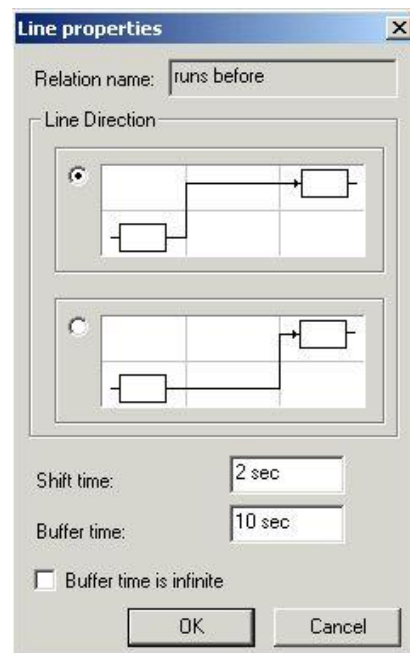 Line properties
Relation name: runs before
Line Direction
Shift time: 2 sec
Buffer time: 10 sec
Buffer time is infinite
OK Cancel